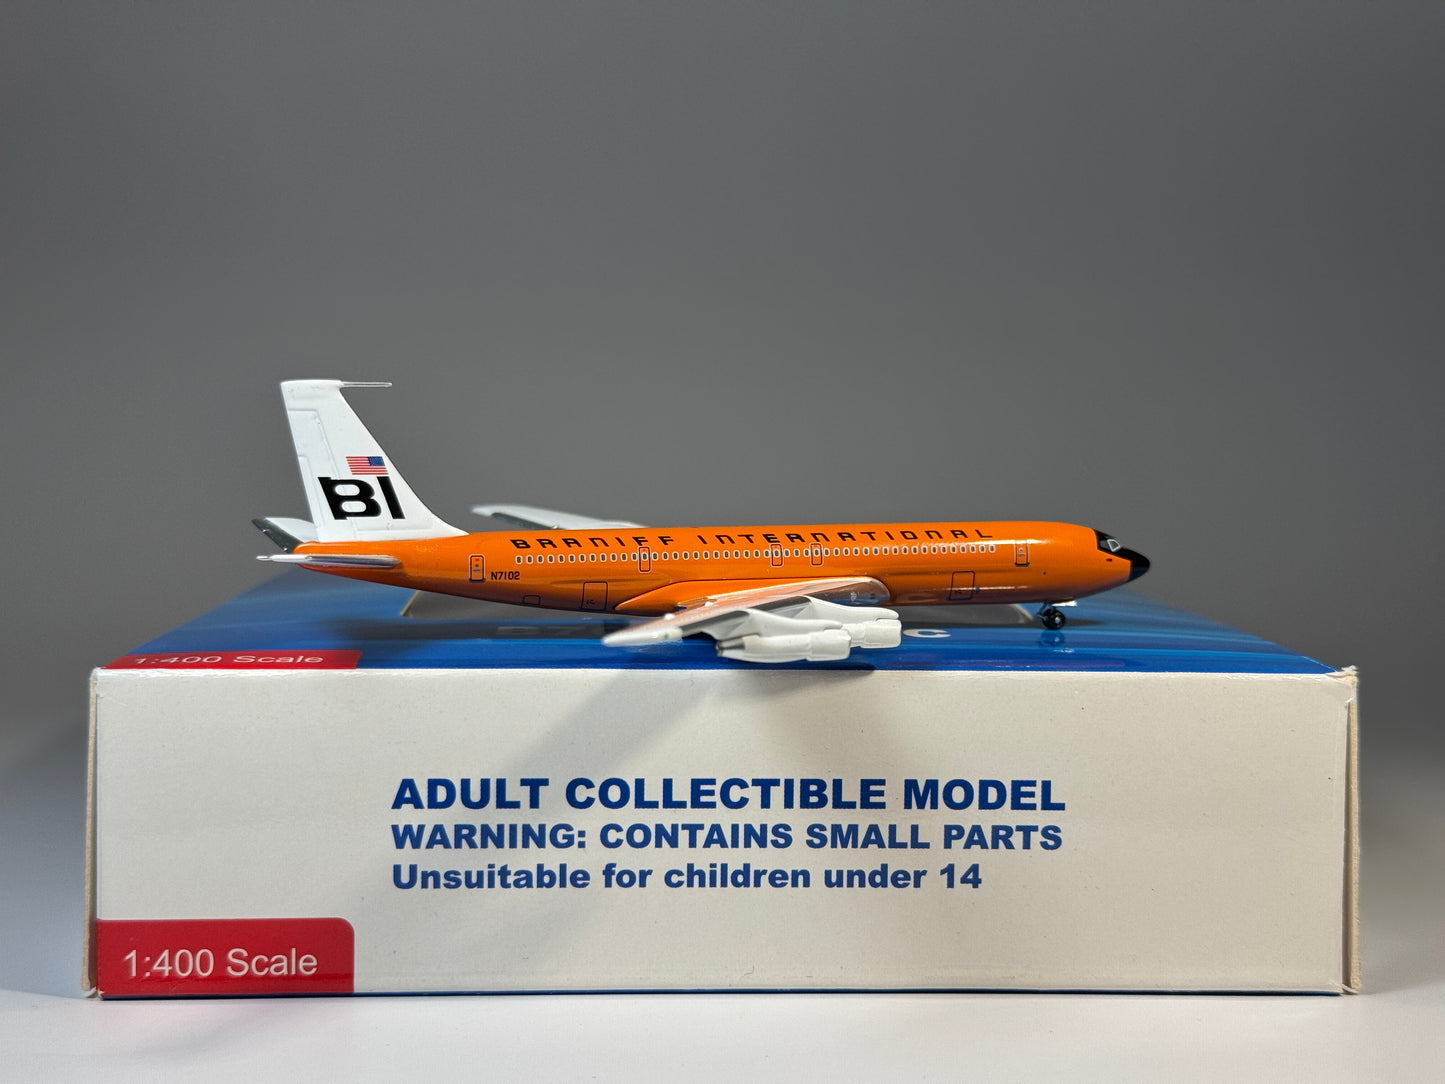 BI
BRANIFF INTERNATIONAL
N7102
1:400 Scale
ADULT COLLECTIBLE MODEL
WARNING: CONTAINS SMALL PARTS
Unsuitable for children under 14
1:400 Scale